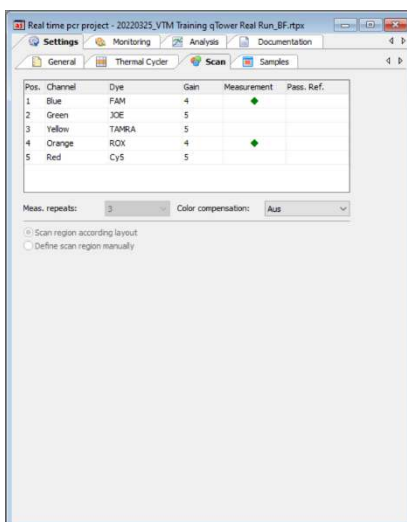 Real time pcr project - 20220325_VTM Training qTower Real Run_BF.rtpx
Settings Monitoring Analysis Documentation
General Thermal Cycler Scan Samples
Pos. Channel Dye Gain Measurement Pass. Ref.
1 Blue FAM 4
2 Green JOE 5
3 Yellow TAMRA 5
4 Orange ROX 4
5 Red Cy5 5
Meas. repeats: 3 Color compensation: Aus
Scan region according layout
Define scan region manually